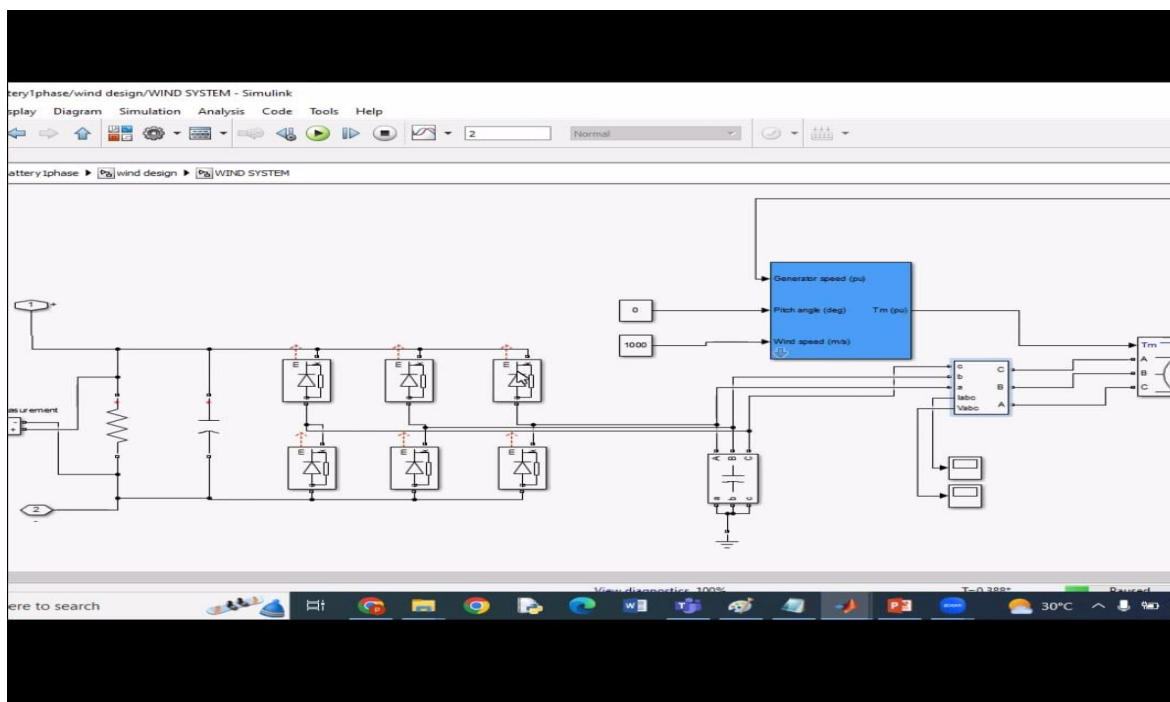 tery1phase/wind design/WIND SYSTEM - Simulink
splay Diagram Simulation Analysis Code Tools Help
2 Normal
attery1phase wind design WIND SYSTEM
Generator speed (pu)
Pitch angle (deg) Tm (pu)
Wind speed (m/s)
0
1000
1 +
E E E
Tm
A
B
C
c C
b
a B
Iabc
Vabc A
asurement
- 
+
E E E
A B C
a b c
2
-
View diagnostics 100% T=0.388* Paused
ere to search
30°C